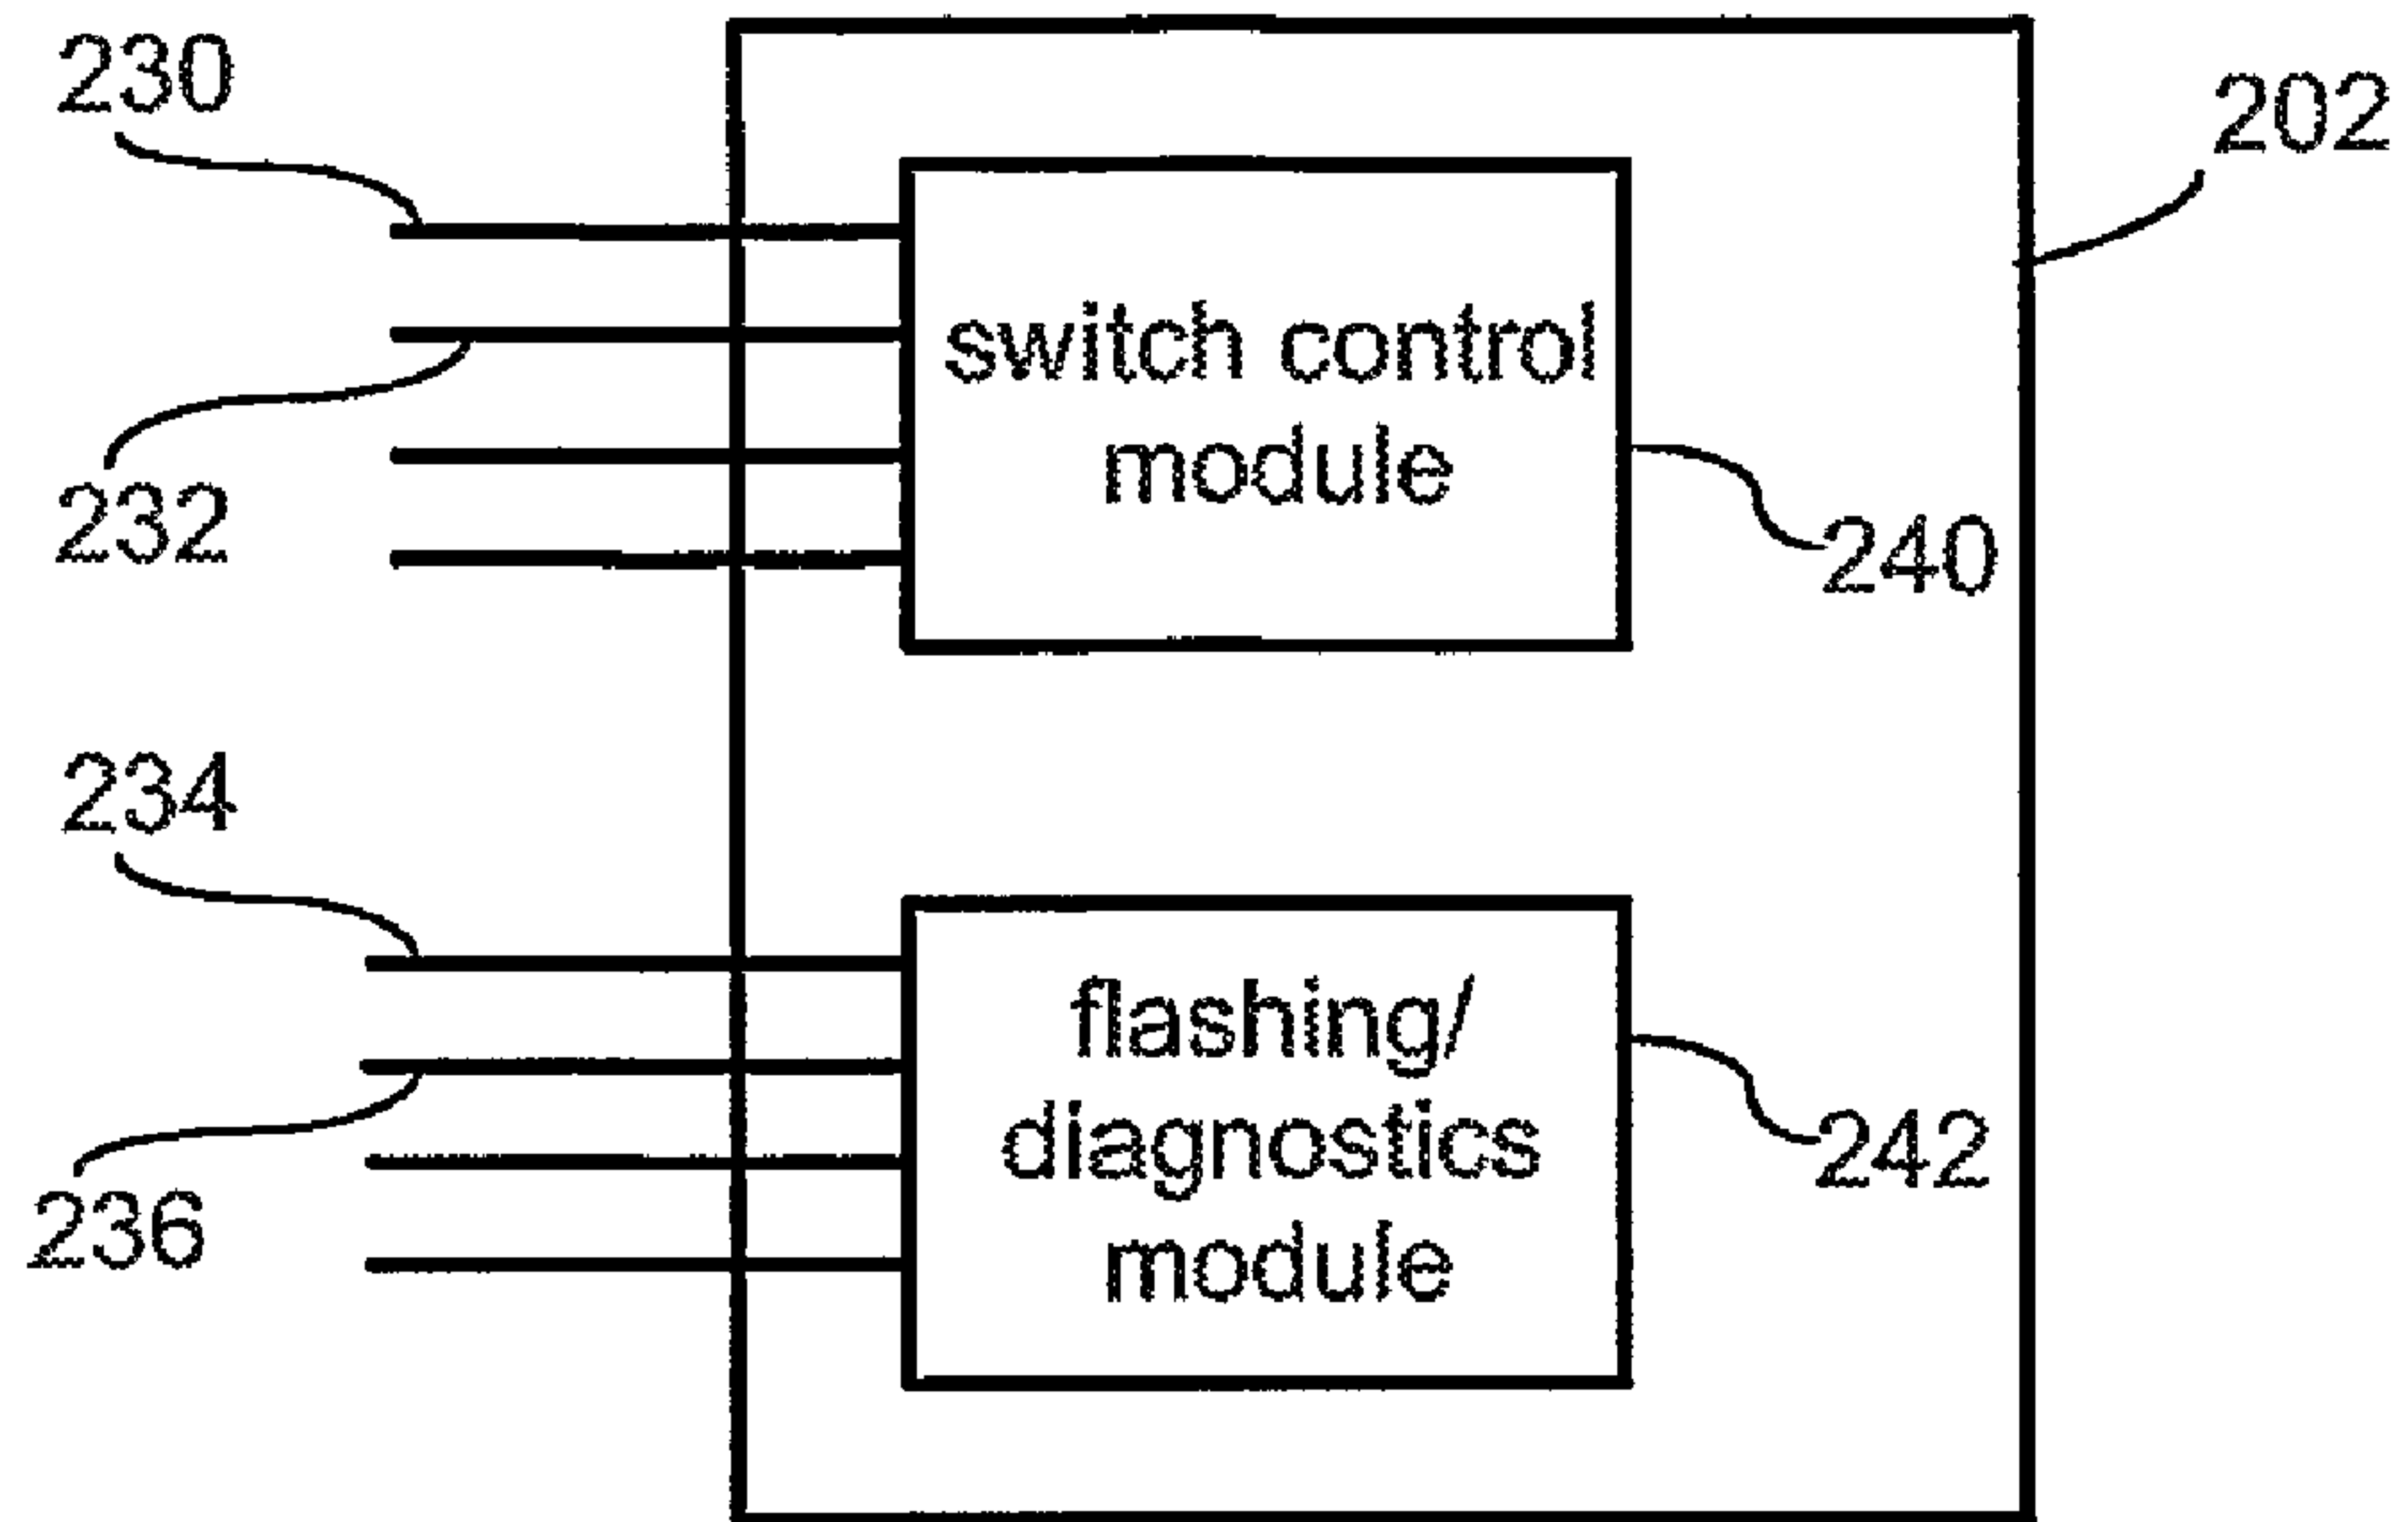 230
202
switch control
module
232
240
234
flashing/
diagnostics
module
242
236